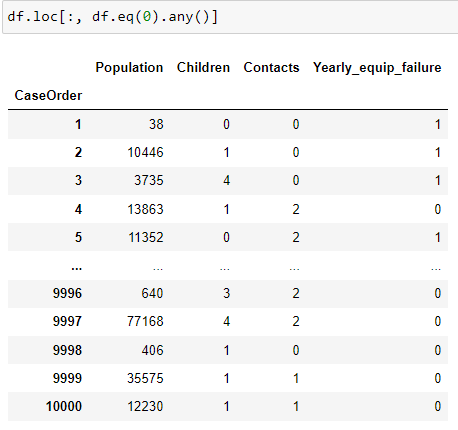 df.loc[:, df.eq(0).any()]
Population Children Contacts Yearly_equip_failure
CaseOrder
1 38 0 0 1
2 10446 1 0 1
3 3735 4 0 1
4 13863 1 2 0
5 11352 0 2 1
... ... ... ... ...
9996 640 3 2 0
9997 77168 4 2 0
9998 406 1 0 0
9999 35575 1 1 0
10000 12230 1 1 0